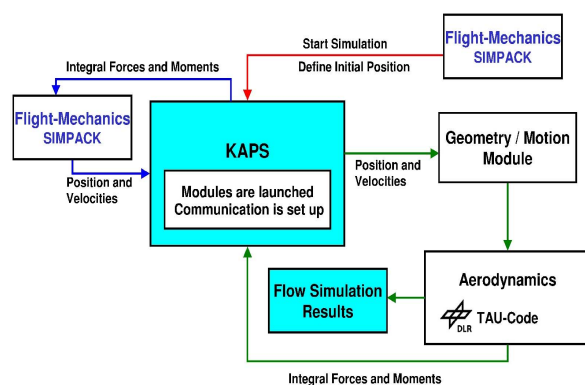 Start Simulation
Define Initial Position
Flight-Mechanics
SIMPACK
Integral Forces and Moments
Flight-Mechanics
SIMPACK
Position and
Velocities
KAPS
Modules are launched
Communication is set up
Position and
Velocities
Geometry / Motion
Module
Flow Simulation
Results
Aerodynamics
DLR
TAU-Code
Integral Forces and Moments